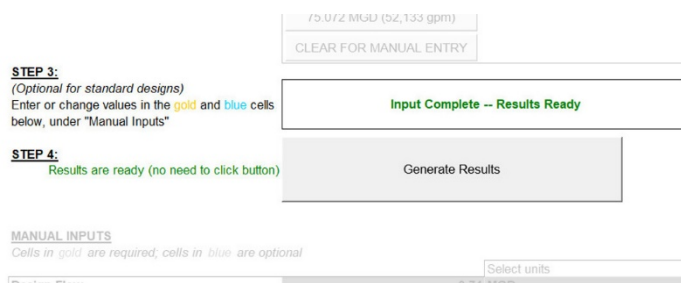 75.072 MGD (52,133 gpm)
CLEAR FOR MANUAL ENTRY
STEP 3:
(Optional for standard designs)
Enter or change values in the gold and blue cells
below, under "Manual Inputs"
Input Complete -- Results Ready
STEP 4:
Results are ready (no need to click button)
Generate Results
MANUAL INPUTS
Cells in gold are required; cells in blue are optional
Select units
Design Flow